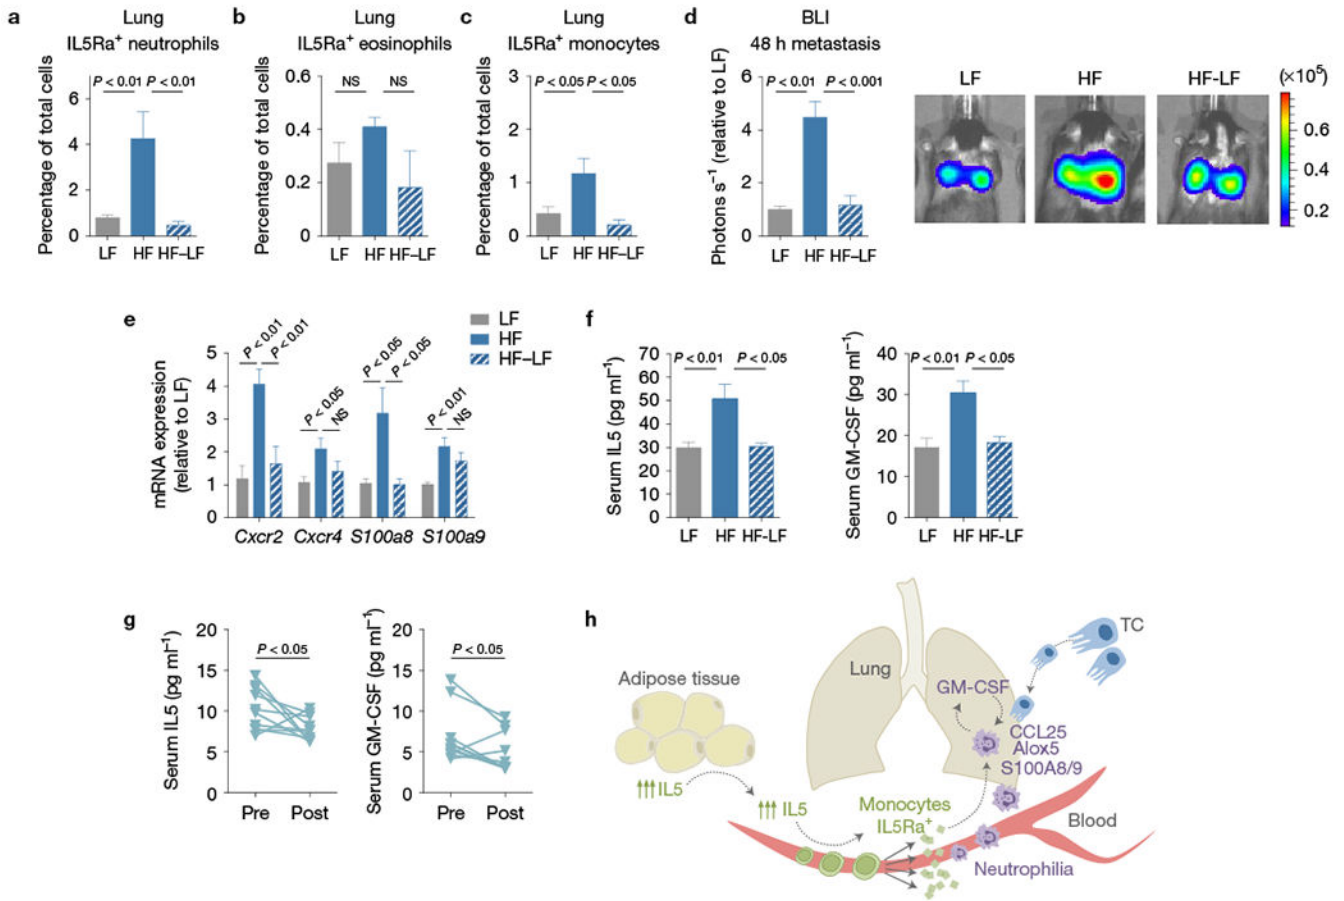 a
Lung
IL5Ra⁺ neutrophils
Percentage of total cells
P < 0.01 P < 0.01
6
4
2
0
LF HF HF–LF
b
Lung
IL5Ra⁺ eosinophils
Percentage of total cells
NS NS
0.6
0.4
0.2
0
LF HF HF–LF
c
Lung
IL5Ra⁺ monocytes
Percentage of total cells
P < 0.05 P < 0.05
3
2
1
0
LF HF HF–LF
d
BLI
48 h metastasis
Photons s⁻¹ (relative to LF)
P < 0.01 P < 0.001
6
4
2
0
LF HF HF–LF
LF HF HF-LF (×10⁵)
0.6
0.4
0.2
e
mRNA expression
(relative to LF)
5
4
3
2
1
0
P < 0.01
P < 0.01
P < 0.05
NS
P < 0.05
P < 0.05
P < 0.01
NS
Cxcr2 Cxcr4 S100a8 S100a9
LF
HF
HF–LF
f
Serum IL5 (pg ml⁻¹)
P < 0.01 P < 0.05
70
60
50
40
30
20
10
0
LF HF HF-LF
Serum GM-CSF (pg ml⁻¹)
P < 0.01 P < 0.05
40
30
20
10
0
LF HF HF-LF
g
Serum IL5 (pg ml⁻¹)
P < 0.05
20
15
10
5
0
Pre Post
Serum GM-CSF (pg ml⁻¹)
P < 0.05
20
15
10
5
0
Pre Post
h
TC
Lung
Adipose tissue
GM-CSF
CCL25
Alox5
S100A8/9
IL5
IL5
Monocytes
IL5Ra⁺
Blood
Neutrophilia